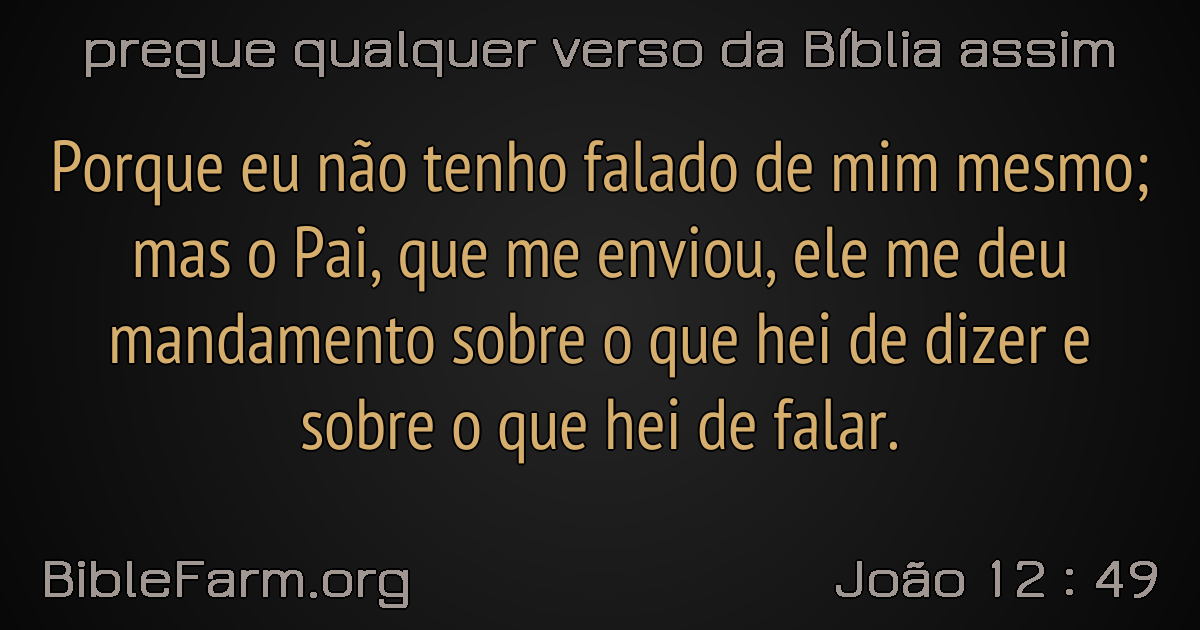 pregue qualquer verso da Bíblia assim
Porque eu não tenho falado de mim mesmo;
mas o Pai, que me enviou, ele me deu
mandamento sobre o que hei de dizer e
sobre o que hei de falar.
BibleFarm.org
João 12 : 49